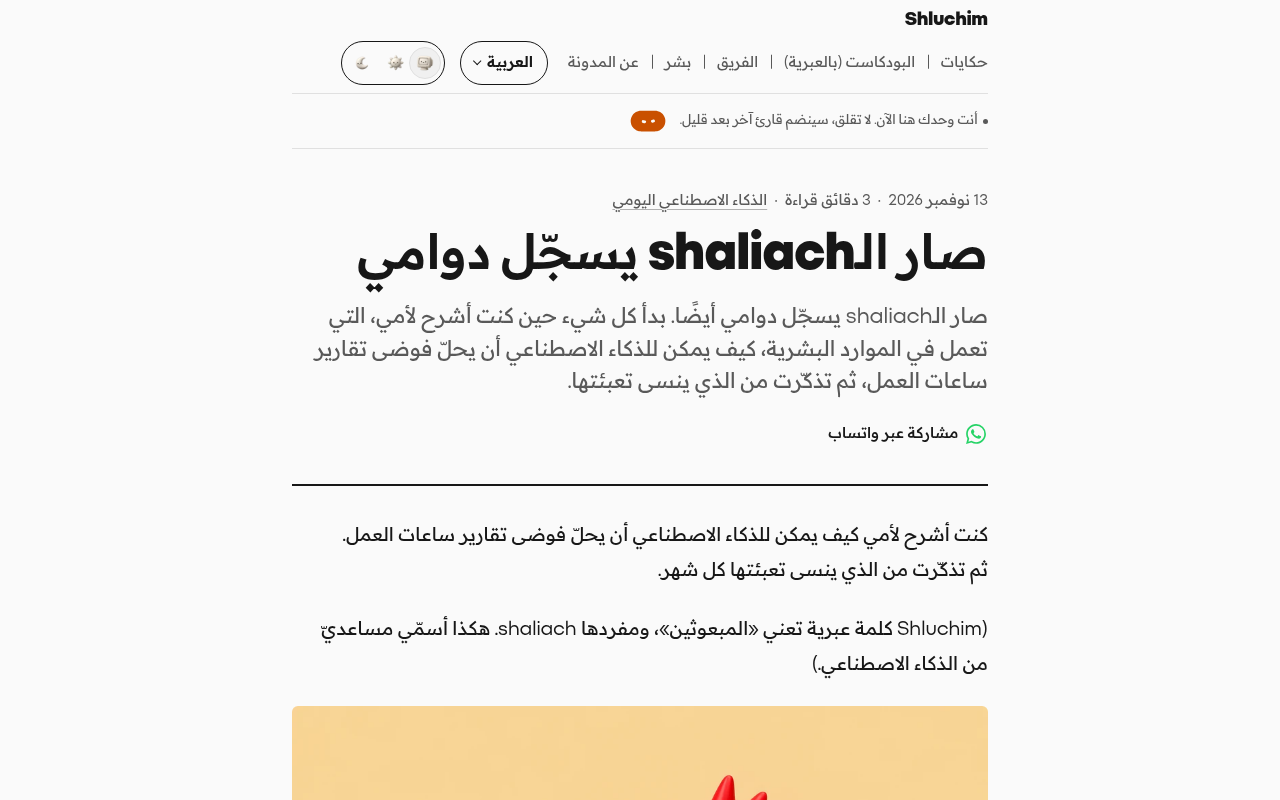 Shluchim
حكايات | البودكاست (بالعبرية) | الفريق | بشر | عن المدونة العربية
أنت وحدك هنا الآن. لا تقلق، سينضم قارئ آخر بعد قليل.
13 نوفمبر 2026 · 3 دقائق قراءة · الذكاء الاصطناعي اليومي
صار الـshaliach يسجّل دوامي
صار الـshaliach يسجّل دوامي أيضًا. بدأ كل شيء حين كنت أشرح لأمي، التي
تعمل في الموارد البشرية، كيف يمكن للذكاء الاصطناعي أن يحلّ فوضى تقارير
ساعات العمل، ثم تذكّرت من الذي ينسى تعبئتها.
مشاركة عبر واتساب
كنت أشرح لأمي كيف يمكن للذكاء الاصطناعي أن يحلّ فوضى تقارير ساعات العمل.
ثم تذكّرت من الذي ينسى تعبئتها كل شهر.
(Shluchim كلمة عبرية تعني «المبعوثين»، ومفردها shaliach. هكذا أسمّي مساعديّ
من الذكاء الاصطناعي.)